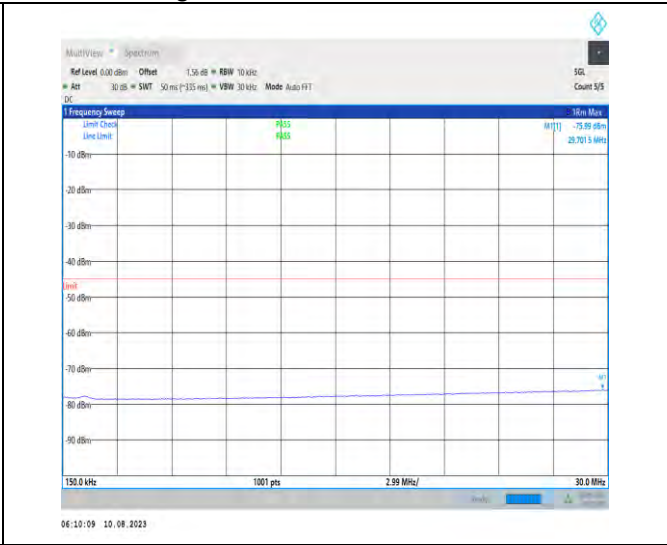 MultiView Spectrum
Ref Level 0.00 dBm Offset 1.56 dB RBW 10 kHz SGL
Att 30 dB SWT 50 ms (~335 ms) VBW 30 kHz Mode Auto FFT Count 5/5
DC
1 Frequency Sweep 1Rm Max
Limit Check PASS M1[1] -75.99 dBm
Line Limit PASS 29.701 5 MHz
-10 dBm
-20 dBm
-30 dBm
-40 dBm
Limit
-50 dBm
-60 dBm
-70 dBm
M1
-80 dBm
-90 dBm
150.0 kHz 1001 pts 2.99 MHz/ 30.0 MHz
06:10:09 10.08.2023